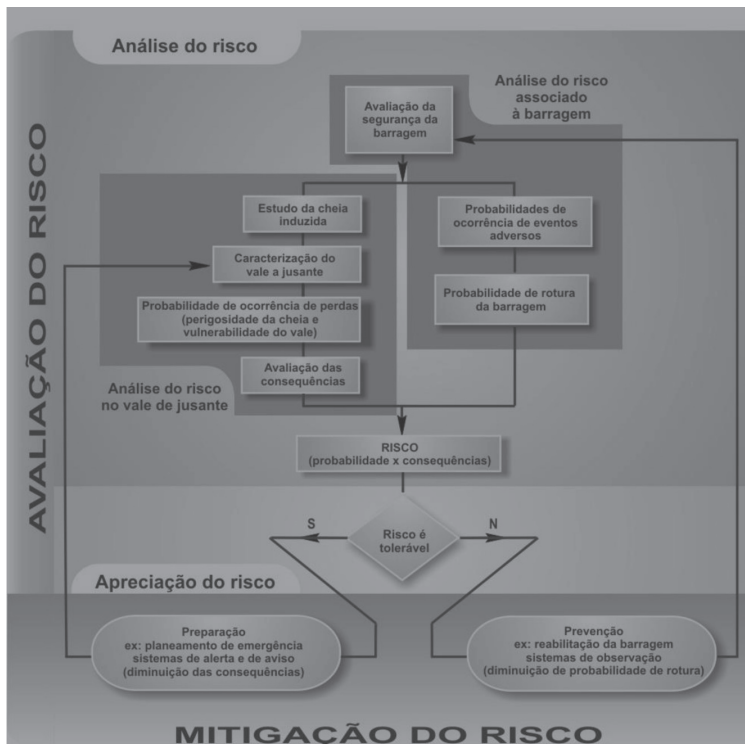 Análise do risco
Análise do risco
associado
à barragem
Avaliação da
segurança da
barragem
Estudo da cheia
induzida
Probabilidades de
ocorrência de eventos
adversos
Caracterização do
vale a jusante
Probabilidade de rotura
da barragem
Probabilidade de ocorrência de perdas
(perigosidade da cheia e
vulnerabilidade do vale)
Avaliação das
consequências
Análise do risco
no vale de jusante
RISCO
(probabilidade x consequências)
S
N
Risco é
tolerável
AVALIAÇÃO DO RISCO
Apreciação do risco
Preparação
ex: planeamento de emergência
sistemas de alerta e de aviso
(diminuição das consequências)
Prevenção
ex: reabilitação da barragem
sistemas de observação
(diminuição de probabilidade de rotura)
MITIGAÇÃO DO RISCO